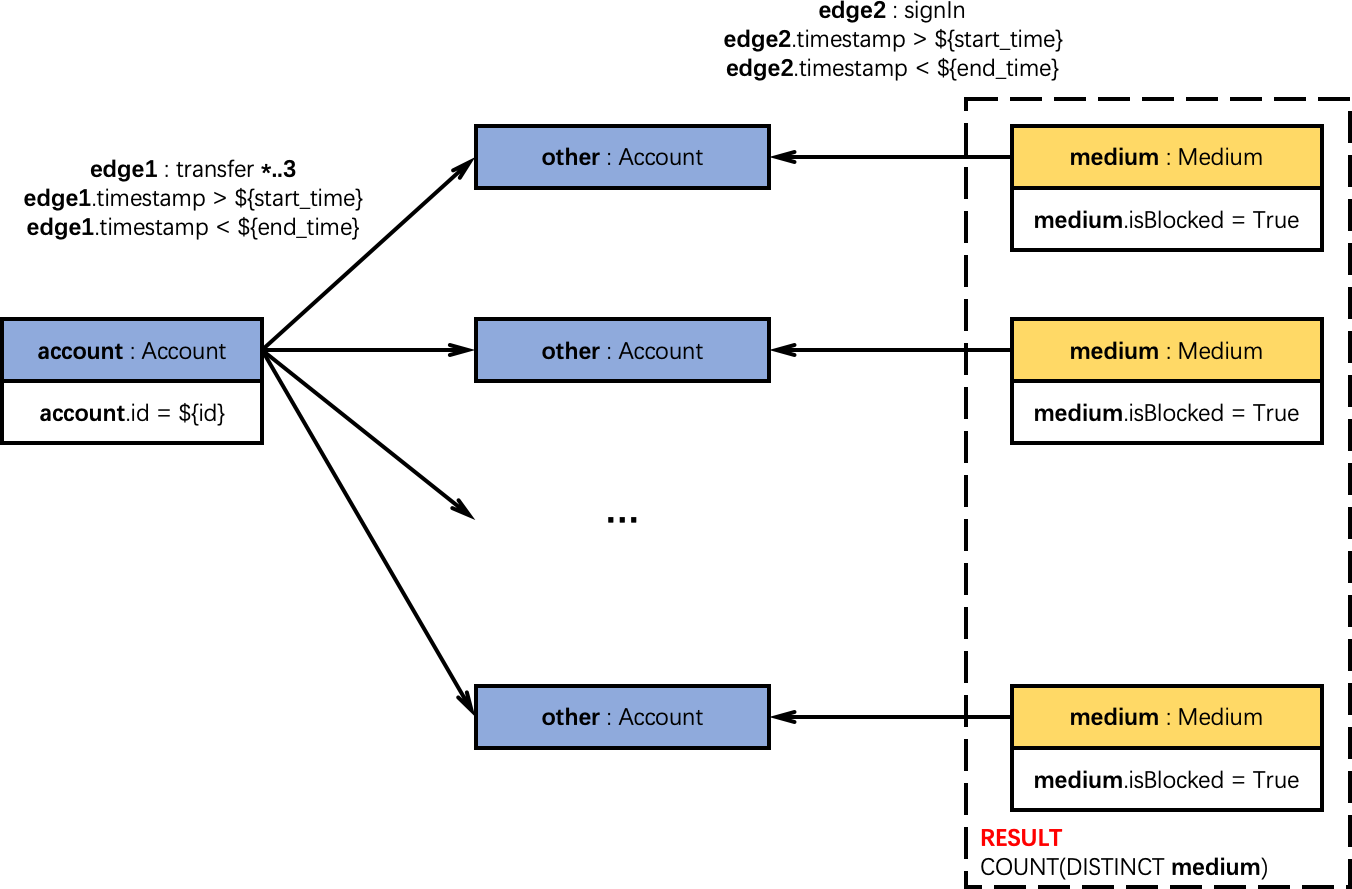 edge2 : signIn
edge2.timestamp > ${start_time}
edge2.timestamp < ${end_time}
edge1 : transfer *..3
edge1.timestamp > ${start_time}
edge1.timestamp < ${end_time}
other : Account
medium : Medium
medium.isBlocked = True
account : Account
account.id = ${id}
other : Account
medium : Medium
medium.isBlocked = True
...
other : Account
medium : Medium
medium.isBlocked = True
RESULT
COUNT(DISTINCT medium)